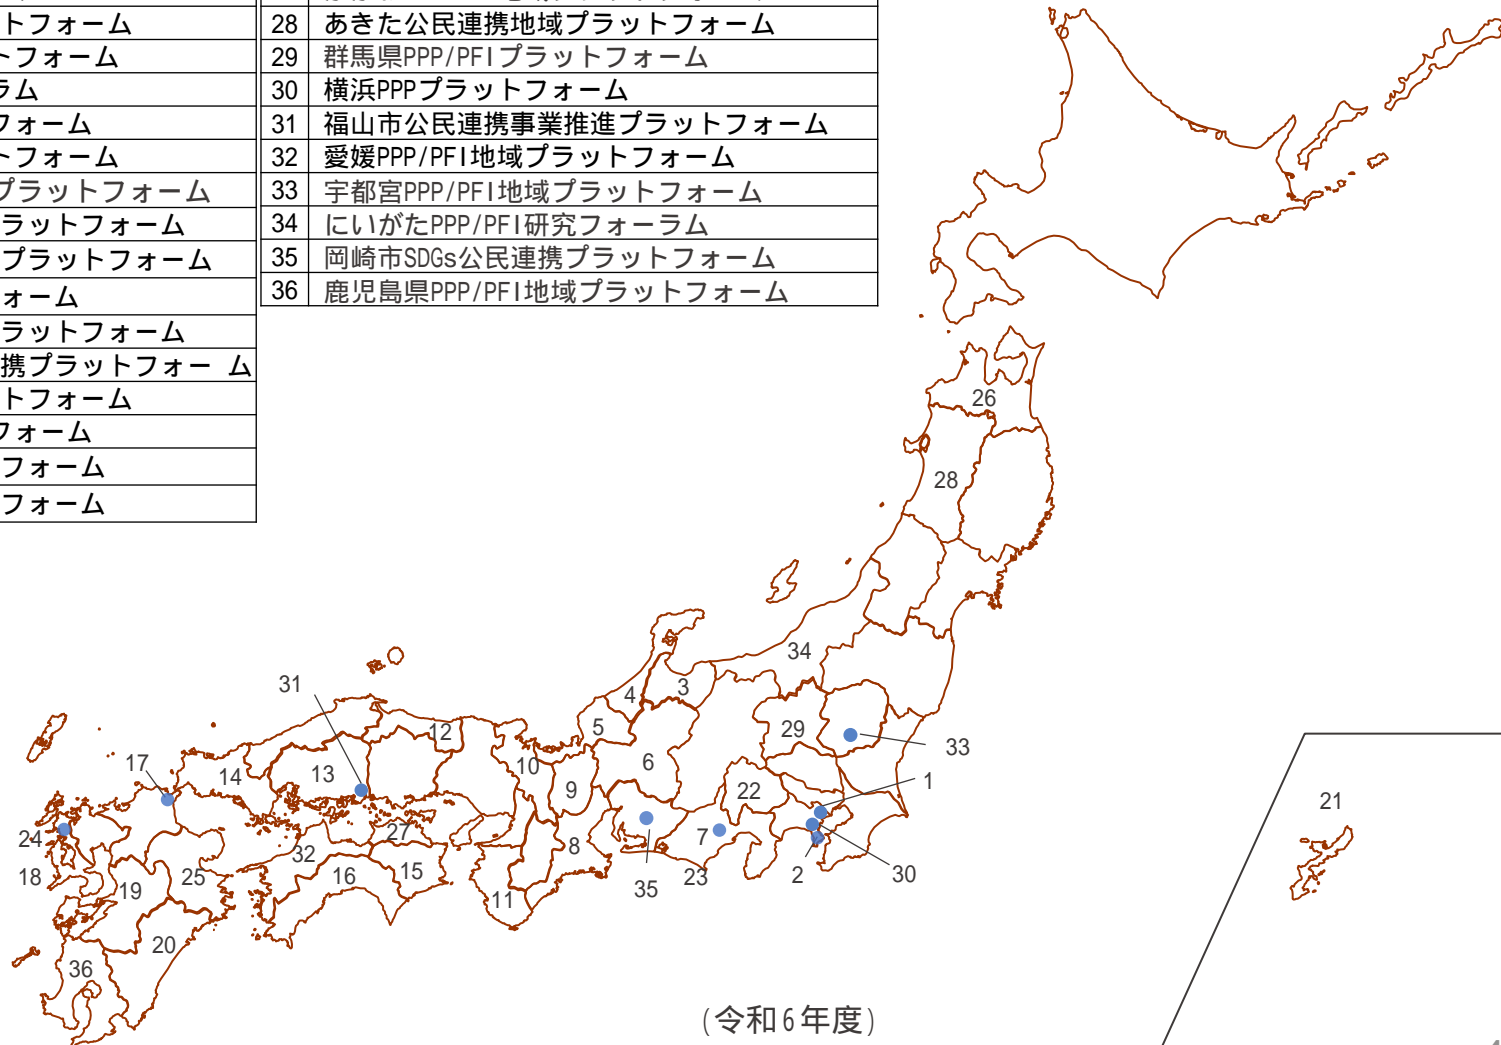 トフォーム
トフォーム
ラム
フォーム
トフォーム
プラットフォーム
ラットフォーム
プラットフォーム
ォーム
ラットフォーム
携プラットフォー ム
トフォーム
フォーム
フォーム
フォーム
28 あきた公民連携地域プラットフォーム
29 群馬県PPP/PFIプラットフォーム
30 横浜PPPプラットフォーム
31 福山市公民連携事業推進プラットフォーム
32 愛媛PPP/PFI地域プラットフォーム
33 宇都宮PPP/PFI地域プラットフォーム
34 にいがたPPP/PFI研究フォーラム
35 岡崎市SDGs公民連携プラットフォーム
36 鹿児島県PPP/PFI地域プラットフォーム
26
28
34
31
4
3
5
12
29
33
17
14
13
10
9
6
22
1
21
24
27
7
8
32
18
19
25
16
15
11
35
23
2
30
20
36
(令和6年度)